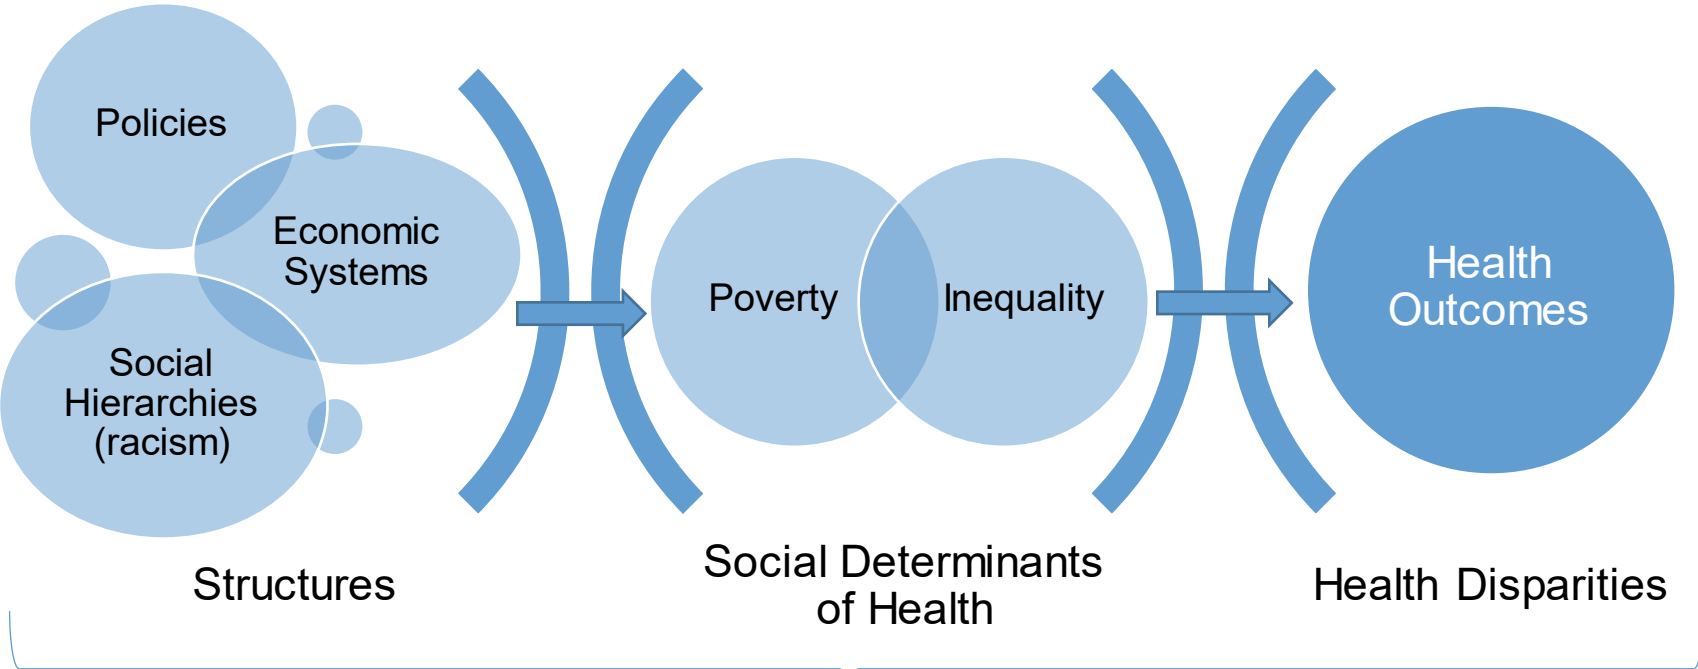 Policies
Economic
Systems
Social
Hierarchies
(racism)
Poverty
Inequality
Health
Outcomes
Structures
Social Determinants
of Health
Health Disparities